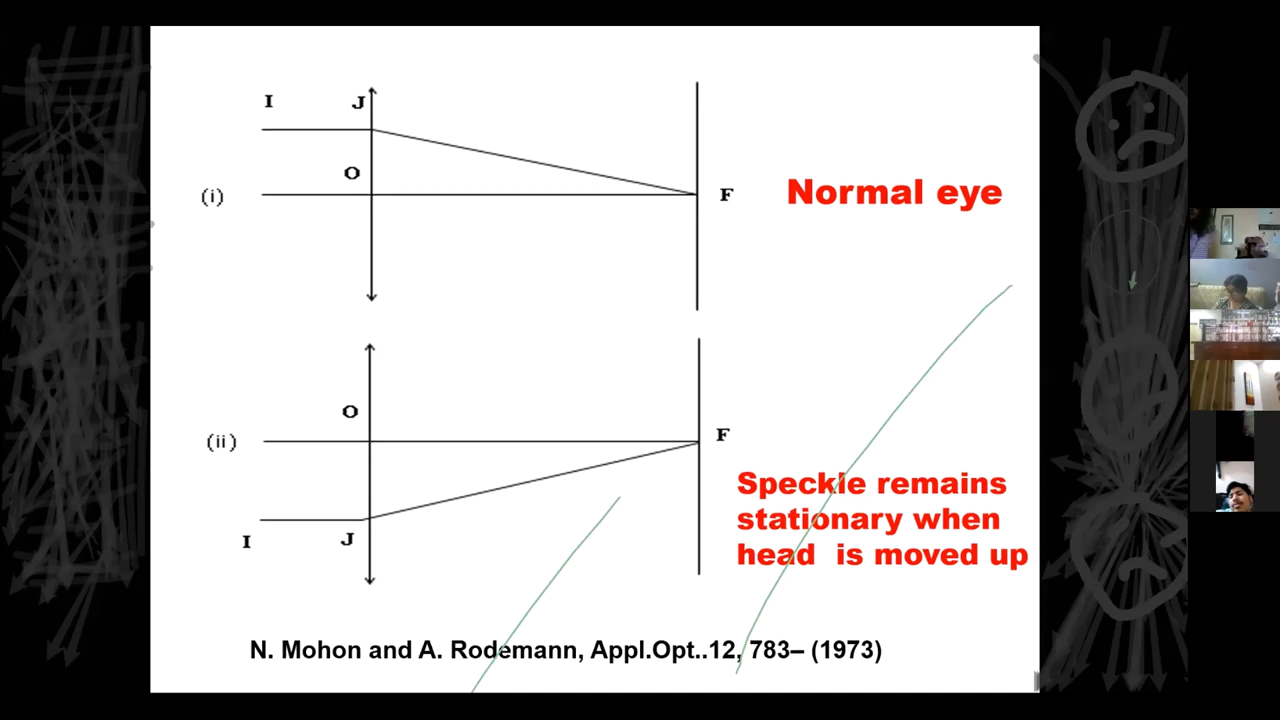 I J
O
(i) F Normal eye
O
(ii) F
Speckle remains
stationary when
head is moved up
I J
N. Mohon and A. Rodemann, Appl.Opt..12, 783– (1973)